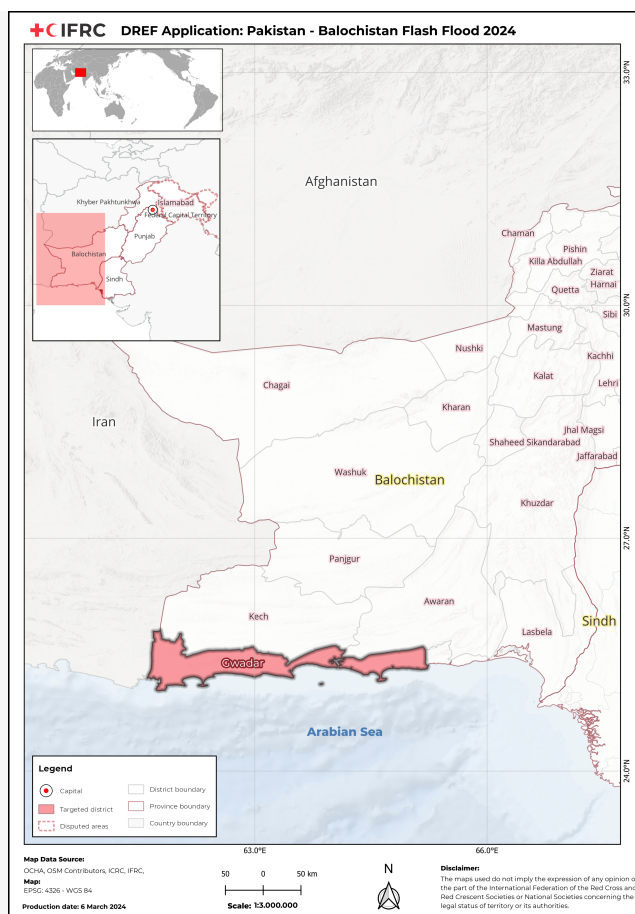 IFRC DREF Application: Pakistan - Balochistan Flash Flood 2024
33.0°N
Afghanistan
Khyber Pakhtunkhwa
Islamabad
Federal Capital Territory
Punjab
Balochistan
Sindh
Chaman
Pishin
Killa Abdullah
Ziarat
Harnai
Quetta
30.0°N
Sibi
Mastung
Nushki
Kachhi
Kalat
Lehri
Chagai
Kharan
Iran
Jhal Magsi
Shaheed Sikandarabad
Jaffarabad
Washuk
Balochistan
Khuzdar
27.0°N
Panjgur
Awaran
Kech
Sindh
Lasbela
Gwadar
Arabian Sea
24.0°N
Legend
Capital
Targeted district
Disputed areas
District boundary
Province boundary
Country boundary
63.0°E
66.0°E
Map Data Source:
OCHA, OSM Contributors, ICRC, IFRC,
Map:
EPSG: 4326 - WGS 84
Production date: 6 March 2024
50 0 50 km
Scale: 1:3.000.000
N
Disclaimer:
The maps used do not imply the expression of any opinion o
the part of the International Federation of the Red Cross and
Red Crescent Societies or National Societies concerning the
legal status of territory or its authorities.